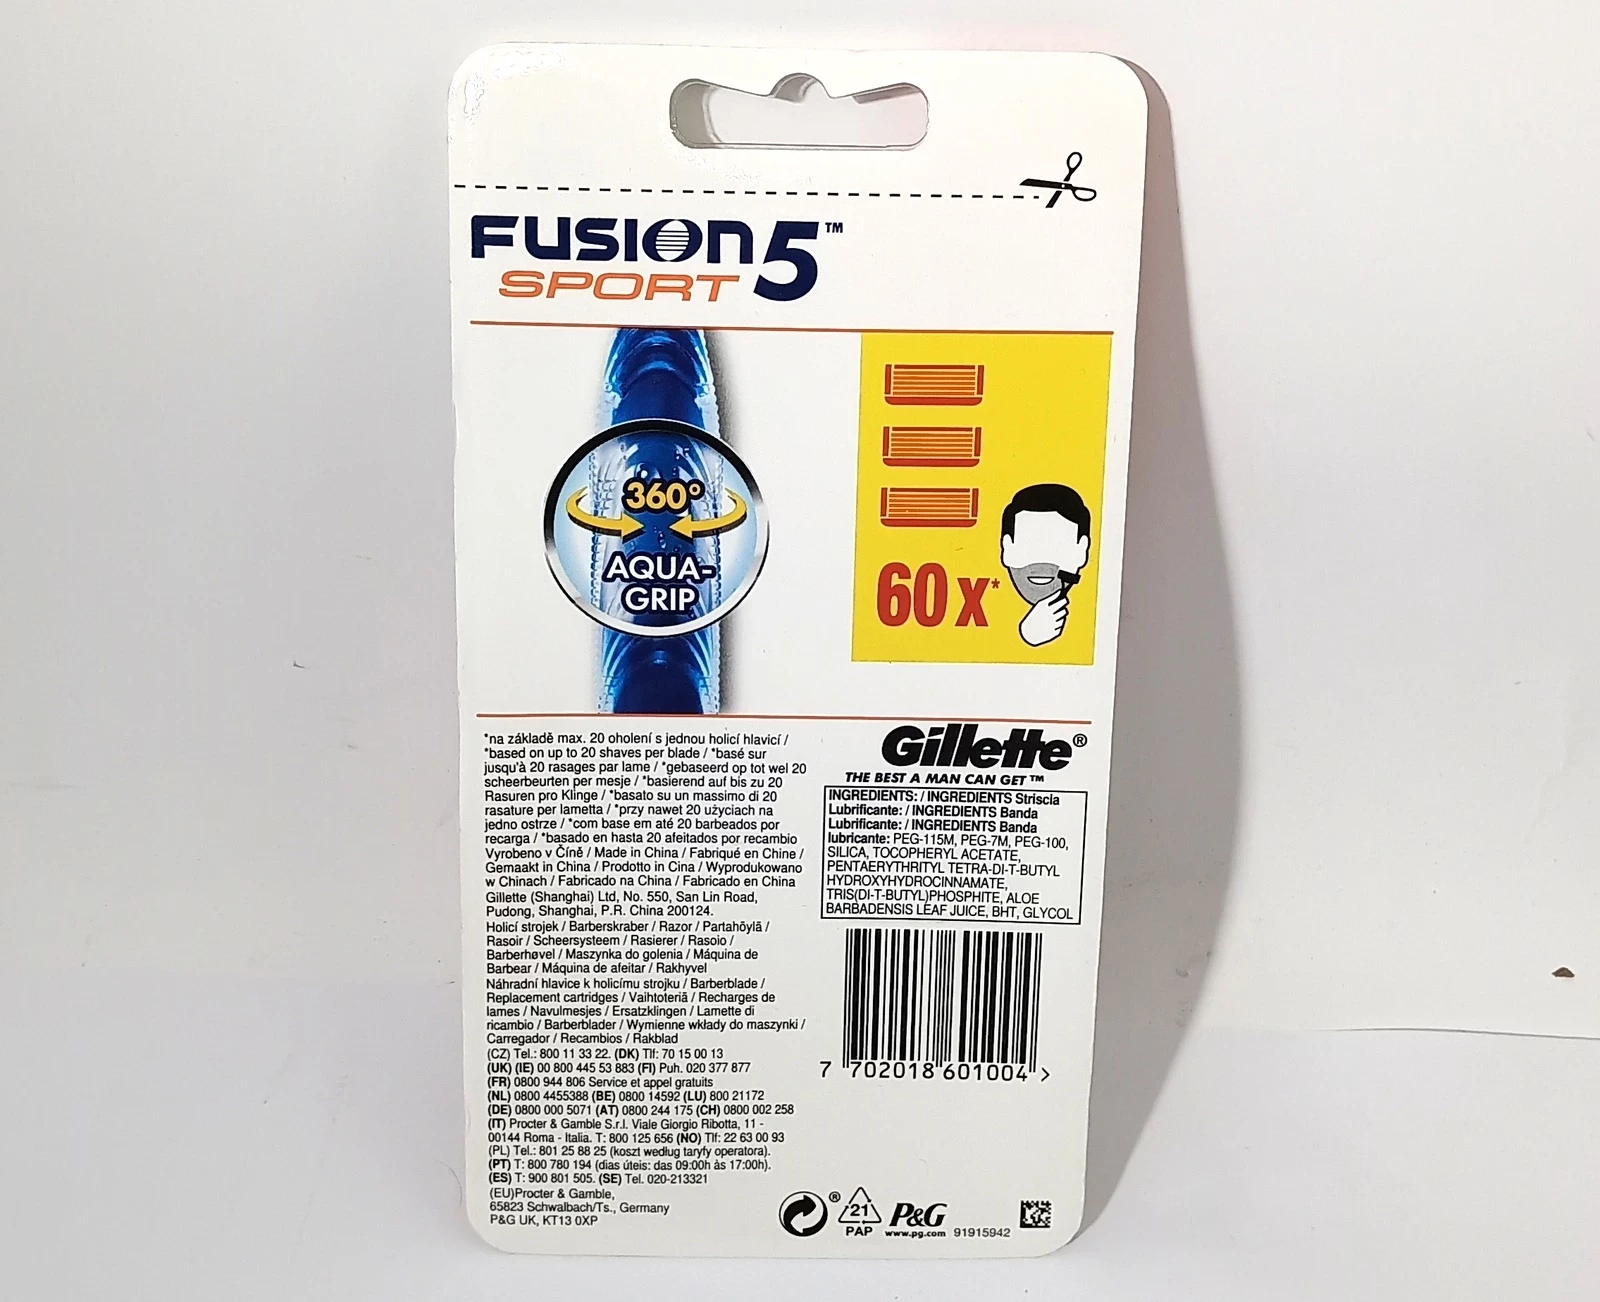 FUSION5™
SPORT
360°
AQUA-
GRIP
60x*
*na základě max. 20 oholení s jednou holicí hlavicí /
*based on up to 20 shaves per blade / *basé sur
jusqu'à 20 rasages par lame / *gebaseerd op tot wel 20
scheerbeurten per mesje / *basierend auf bis zu 20
Rasuren pro Klinge / *basato su un massimo di 20
rasature per lametta / *przy nawet 20 użyciach na
jedno ostrze / *com base em até 20 barbeados por
recarga / *basado en hasta 20 afeitados por recambio
Vyrobeno v Číně / Made in China / Fabriqué en Chine /
Gemaakt in China / Prodotto in Cina / Wyprodukowano
w Chinach / Fabricado na China / Fabricado en China
Gillette (Shanghai) Ltd, No. 550, San Lin Road,
Pudong, Shanghai, P.R. China 200124.
Holicí strojek / Barberskraber / Razor / Partahöylä /
Rasoir / Scheersysteem / Rasierer / Rasoio /
Barberhøvel / Maszynka do golenia / Máquina de
Barbear / Máquina de afeitar / Rakhyvel
Náhradní hlavice k holicímu strojku / Barberblade /
Replacement cartridges / Vaihtoteriä / Recharges de
lames / Navulmesjes / Ersatzklingen / Lamette di
ricambio / Barberblader / Wymienne wkłady do maszynki /
Carregador / Recambios / Rakblad
(CZ) Tel.: 800 11 33 22. (DK) Tlf: 70 15 00 13
(UK) (IE) 00 800 445 53 883 (FI) Puh. 020 377 877
(FR) 0800 944 806 Service et appel gratuits
(NL) 0800 4455388 (BE) 0800 14592 (LU) 800 21172
(DE) 0800 000 5071 (AT) 0800 244 175 (CH) 0800 002 258
(IT) Procter & Gamble S.r.l. Viale Giorgio Ribotta, 11 -
00144 Roma - Italia. T: 800 125 656 (NO) Tlf: 22 63 00 93
(PL) Tel.: 801 25 88 25 (koszt według taryfy operatora).
(PT) T: 800 780 194 (dias úteis: das 09:00h às 17:00h).
(ES) T: 900 801 505. (SE) Tel. 020-213321
(EU)Procter & Gamble,
65823 Schwalbach/Ts., Germany
P&G UK, KT13 0XP
Gillette®
THE BEST A MAN CAN GET™
INGREDIENTS: / INGREDIENTS Striscia
Lubrificante: / INGREDIENTS Banda
Lubrificante: / INGREDIENTS Banda
lubricante: PEG-115M, PEG-7M, PEG-100,
SILICA, TOCOPHERYL ACETATE,
PENTAERYTHRITYL TETRA-DI-T-BUTYL
HYDROXYHYDROCINNAMATE,
TRIS(DI-T-BUTYL)PHOSPHITE, ALOE
BARBADENSIS LEAF JUICE, BHT, GLYCOL
7 702018 601004 >
®
21
PAP
P&G
www.pg.com 91915942